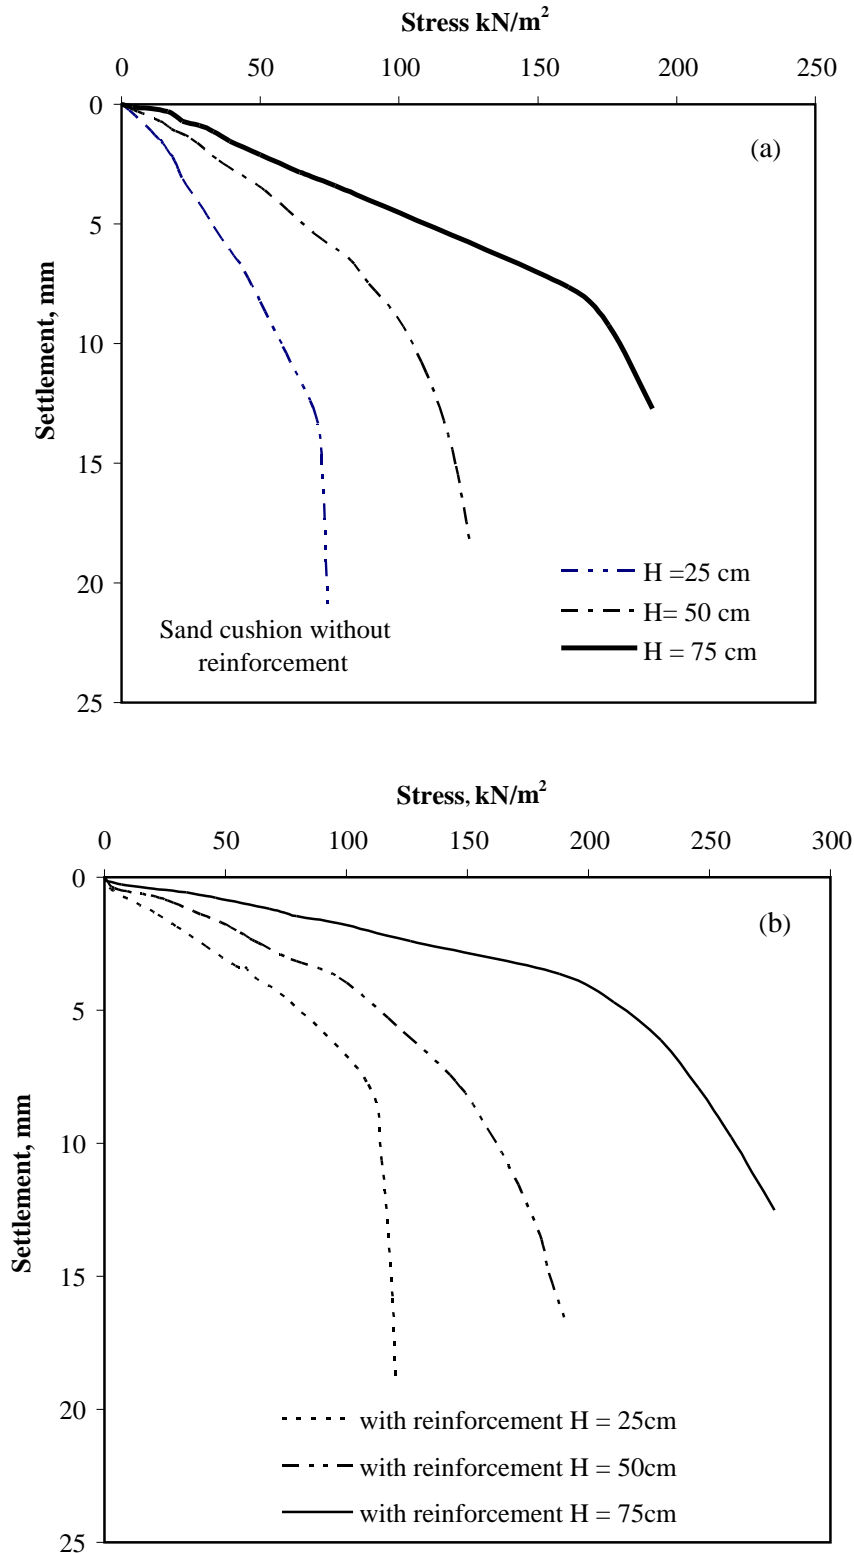 Stress kN/m²
0 50 100 150 200 250
0
5
10
15
20
25
Settlement, mm
(a)
H =25 cm
H= 50 cm
H = 75 cm
Sand cushion without
reinforcement
Stress, kN/m²
0 50 100 150 200 250 300
0
5
10
15
20
25
Settlement, mm
(b)
with reinforcement H = 25cm
with reinforcement H = 50cm
with reinforcement H = 75cm